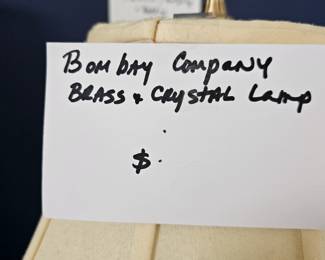 Bombay Company
Brass + Crystal Lamp
$